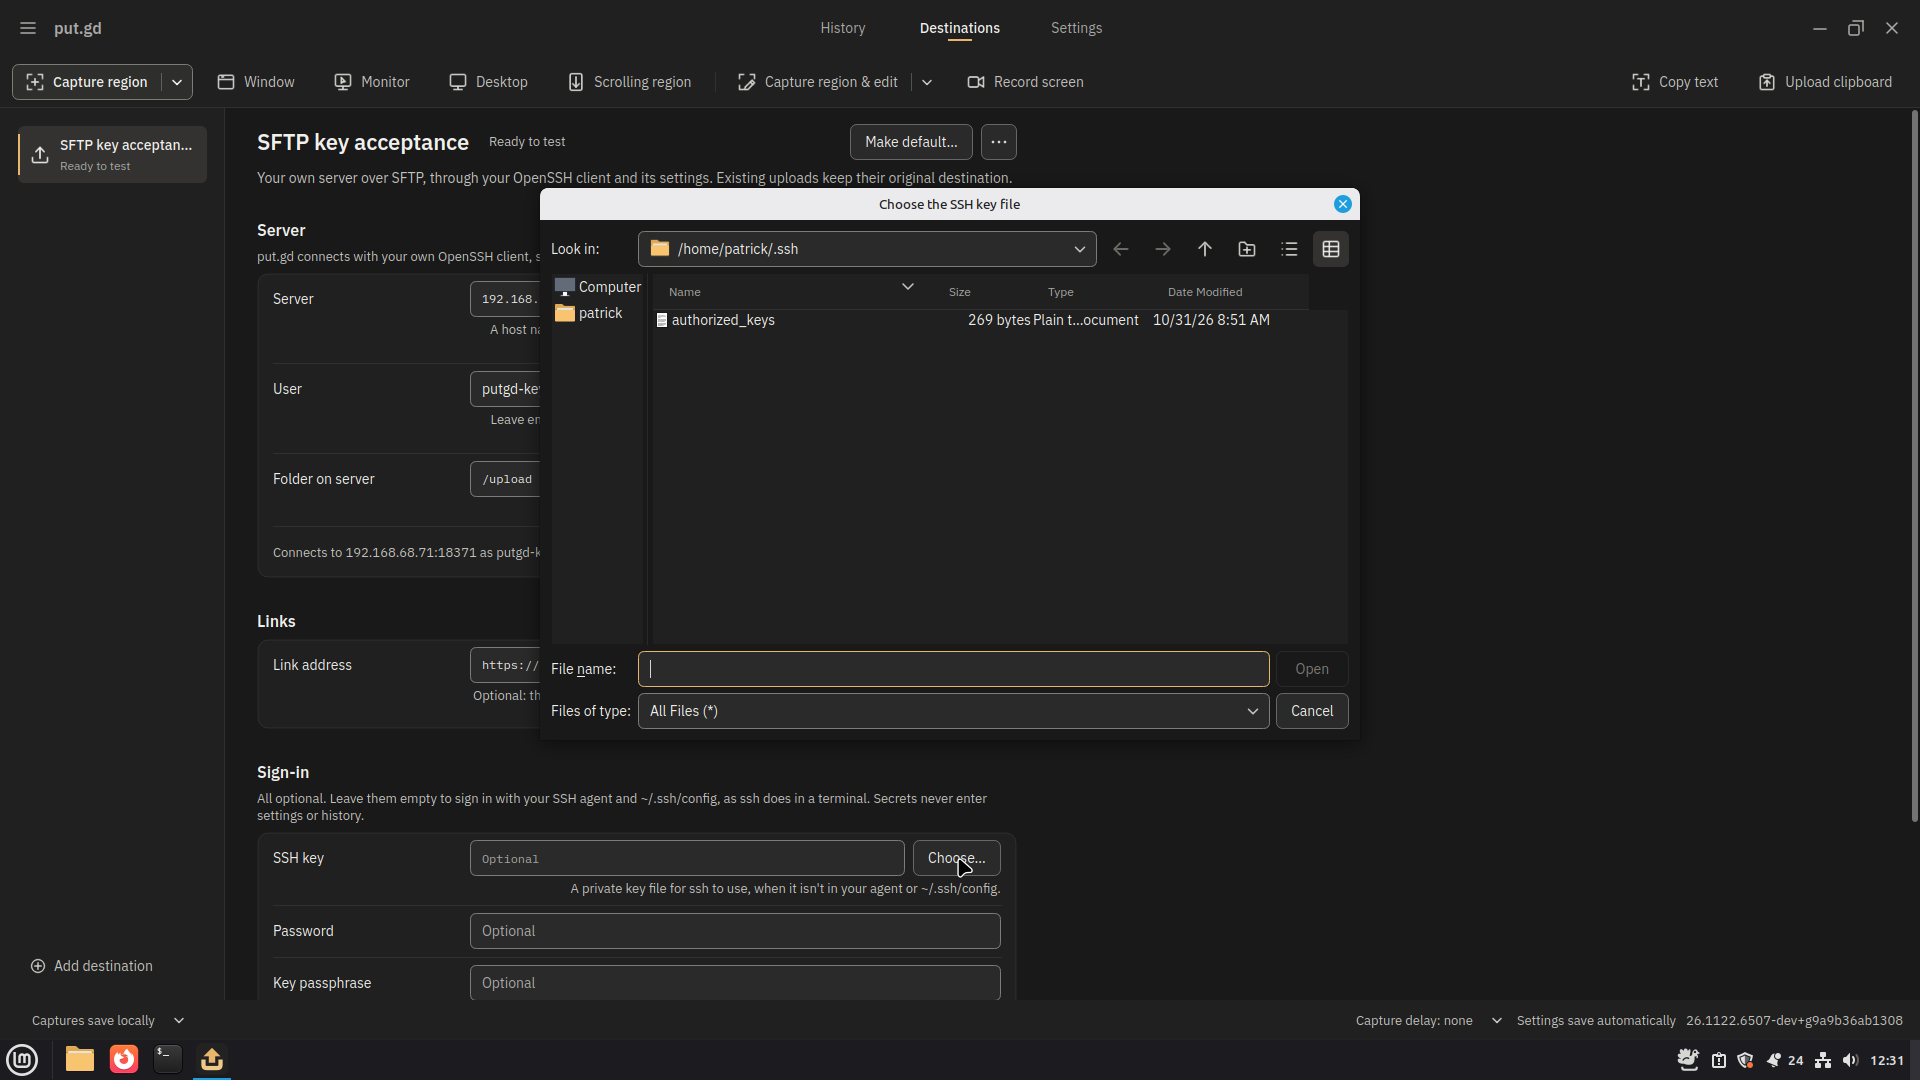 put.gd
History
Destinations
Settings
Capture region
Window
Monitor
Desktop
Scrolling region
Capture region & edit
Record screen
Copy text
Upload clipboard
SFTP key acceptan...
Ready to test
SFTP key acceptance
Ready to test
Make default...
Your own server over SFTP, through your OpenSSH client and its settings. Existing uploads keep their original destination.
Choose the SSH key file
Look in:
/home/patrick/.ssh
Computer
patrick
Name
Size
Type
Date Modified
authorized_keys
269 bytes
Plain t...ocument
10/31/26 8:51 AM
File name:
Open
Files of type:
All Files (*)
Cancel
Server
put.gd connects with your own OpenSSH client, s
Server
192.168.
A host na
User
putgd-key
Leave em
Folder on server
/upload
Connects to 192.168.68.71:18371 as putgd-k
Links
Link address
https://
Optional: th
Sign-in
All optional. Leave them empty to sign in with your SSH agent and ~/.ssh/config, as ssh does in a terminal. Secrets never enter
settings or history.
SSH key
Optional
Choose...
A private key file for ssh to use, when it isn't in your agent or ~/.ssh/config.
Password
Optional
Key passphrase
Optional
Add destination
Captures save locally
Capture delay: none
Settings save automatically
26.1122.6507-dev+g9a9b36ab1308
24
12:31